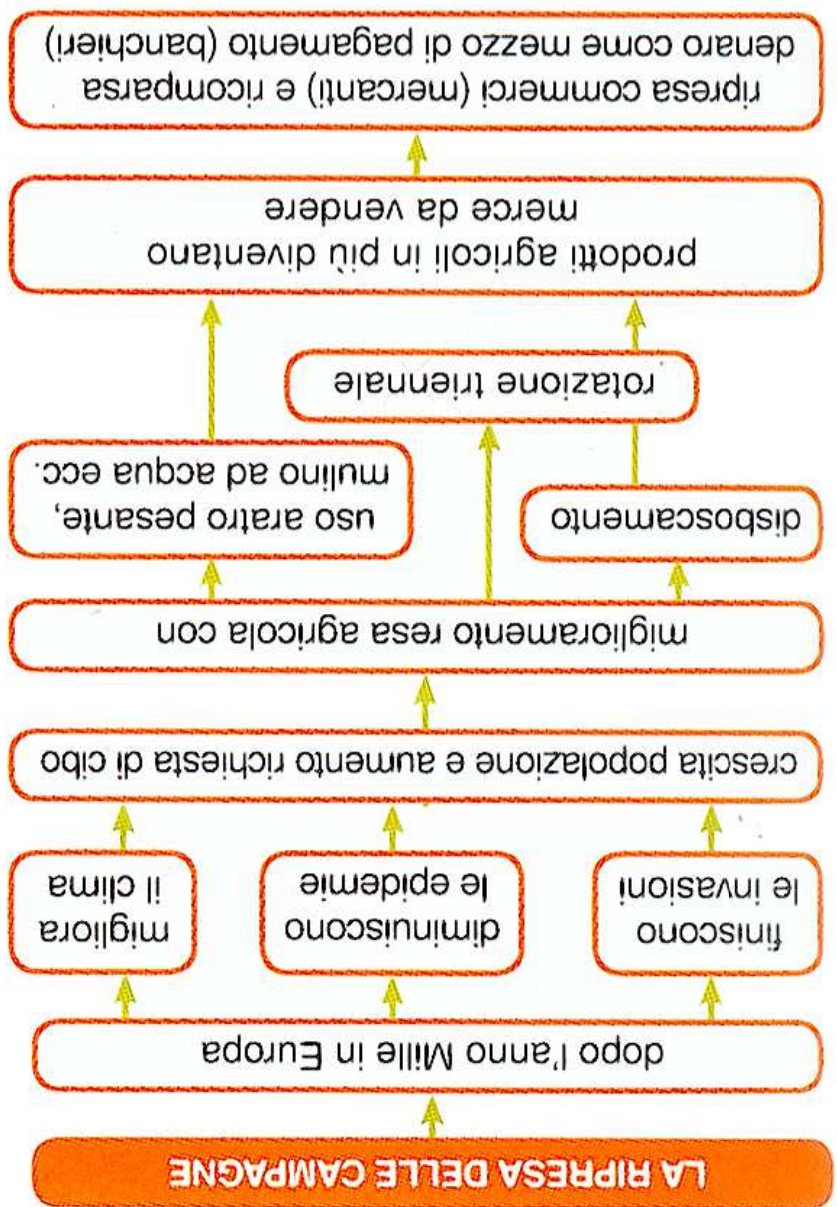 LA RIPRESA DELLE CAMPAGNE
dopo l'anno Mille in Europa
finiscono
le invasioni
diminuiscono
le epidemie
migliora
il clima
crescita popolazione e aumento richiesta di cibo
miglioramento resa agricola con
disboscamento
rotazione triennale
uso aratro pesante,
mulino ad acqua ecc.
prodotti agricoli in più diventano
merce da vendere
ripresa commerci (mercanti) e ricomparsa
denaro come mezzo di pagamento (banchieri)